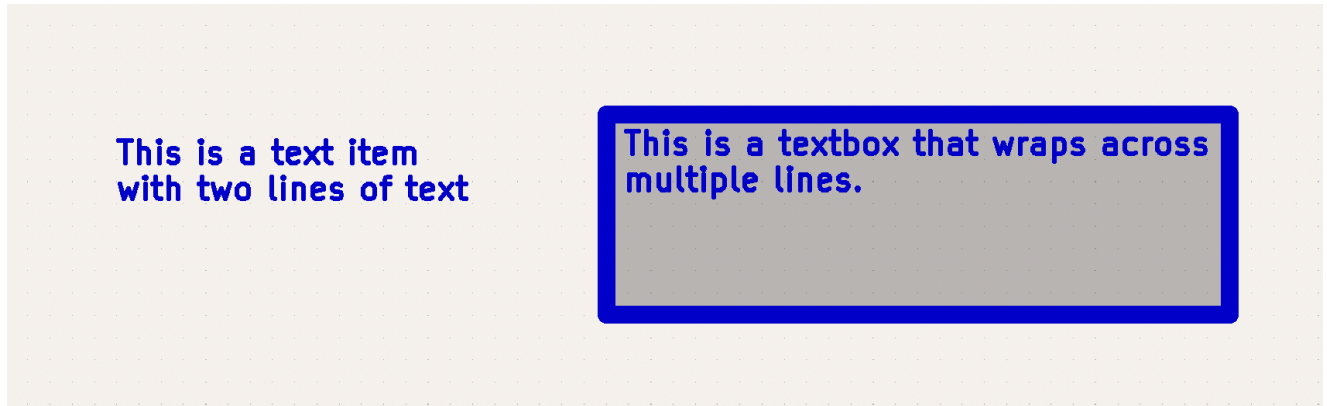 This is a text item
with two lines of text
This is a textbox that wraps across
multiple lines.